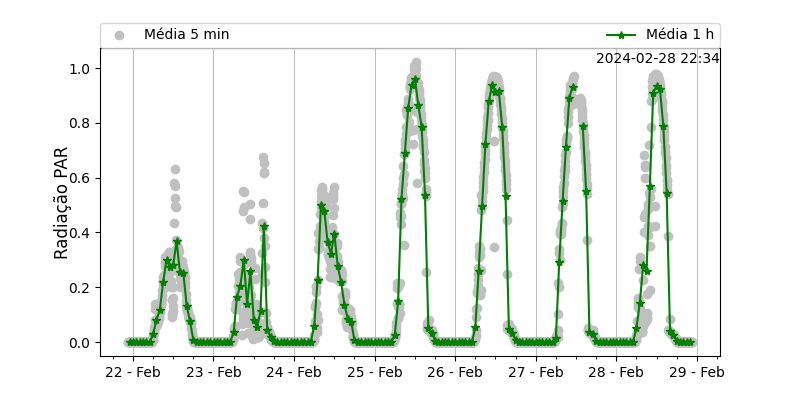 Média 5 min
Média 1 h
2024-02-28 22:34
1.0
0.8
0.6
0.4
0.2
0.0
Radiação PAR
22 - Feb
23 - Feb
24 - Feb
25 - Feb
26 - Feb
27 - Feb
28 - Feb
29 - Feb